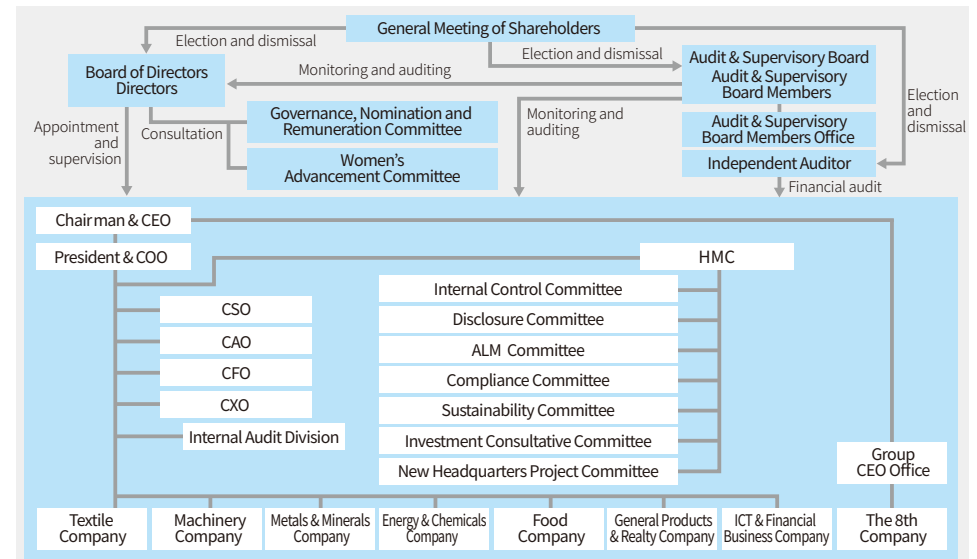 General Meeting of Shareholders
Election and dismissal
Election and dismissal
Board of Directors
Directors
Monitoring and auditing
Audit & Supervisory Board
Audit & Supervisory
Board Members
Election
and
dismissal
Appointment
and
supervision
Consultation
Governance, Nomination and
Remuneration Committee
Monitoring and
auditing
Audit & Supervisory
Board Members Office
Women's
Advancement Committee
Independent Auditor
Financial audit
Chairman & CEO
President & COO
HMC
CSO
CAO
CFO
CXO
Internal Audit Division
Internal Control Committee
Disclosure Committee
ALM Committee
Compliance Committee
Sustainability Committee
Investment Consultative Committee
New Headquarters Project Committee
Group
CEO Office
Textile
Company
Machinery
Company
Metals & Minerals
Company
Energy & Chemicals
Company
Food
Company
General Products
& Realty Company
ICT & Financial
Business Company
The 8th
Company